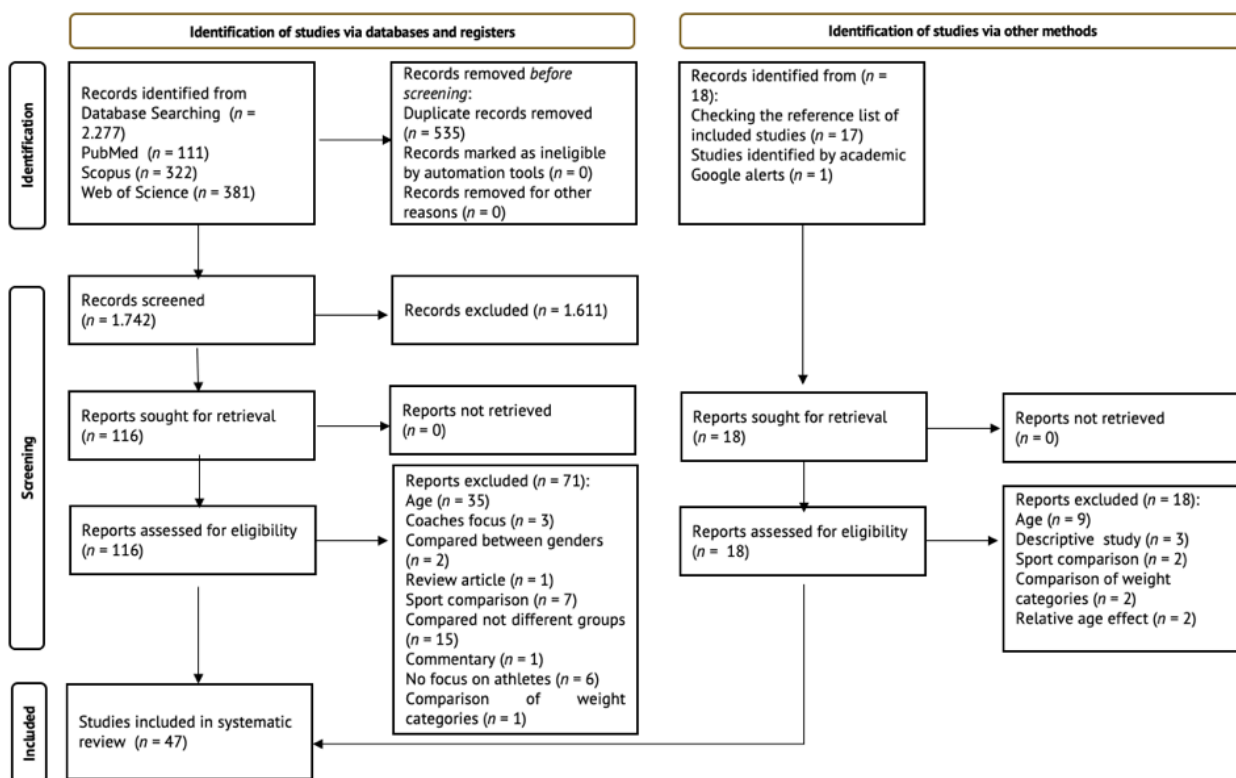 Identification of studies via databases and registers
Identification of studies via other methods
Identification
Records identified from
Database Searching (n =
2.277)
PubMed (n = 111)
Scopus (n = 322)
Web of Science (n = 381)
Records removed before
screening:
Duplicate records removed
(n = 535)
Records marked as ineligible
by automation tools (n = 0)
Records removed for other
reasons (n = 0)
Records identified from (n =
18):
Checking the reference list of
included studies (n = 17)
Studies identified by academic
Google alerts (n = 1)
Screening
Records screened
(n = 1.742)
Records excluded (n = 1.611)
Reports sought for retrieval
(n = 116)
Reports not retrieved
(n = 0)
Reports sought for retrieval
(n = 18)
Reports not retrieved
(n = 0)
Reports assessed for eligibility
(n = 116)
Reports excluded (n = 71):
Age (n = 35)
Coaches focus (n = 3)
Compared between genders
(n = 2)
Review article (n = 1)
Sport comparison (n = 7)
Compared not different groups
(n = 15)
Commentary (n = 1)
No focus on athletes (n = 6)
Comparison of weight
categories (n = 1)
Reports assessed for eligibility
(n = 18)
Reports excluded (n = 18):
Age (n = 9)
Descriptive study (n = 3)
Sport comparison (n = 2)
Comparison of weight
categories (n = 2)
Relative age effect (n = 2)
Included
Studies included in systematic
review (n = 47)